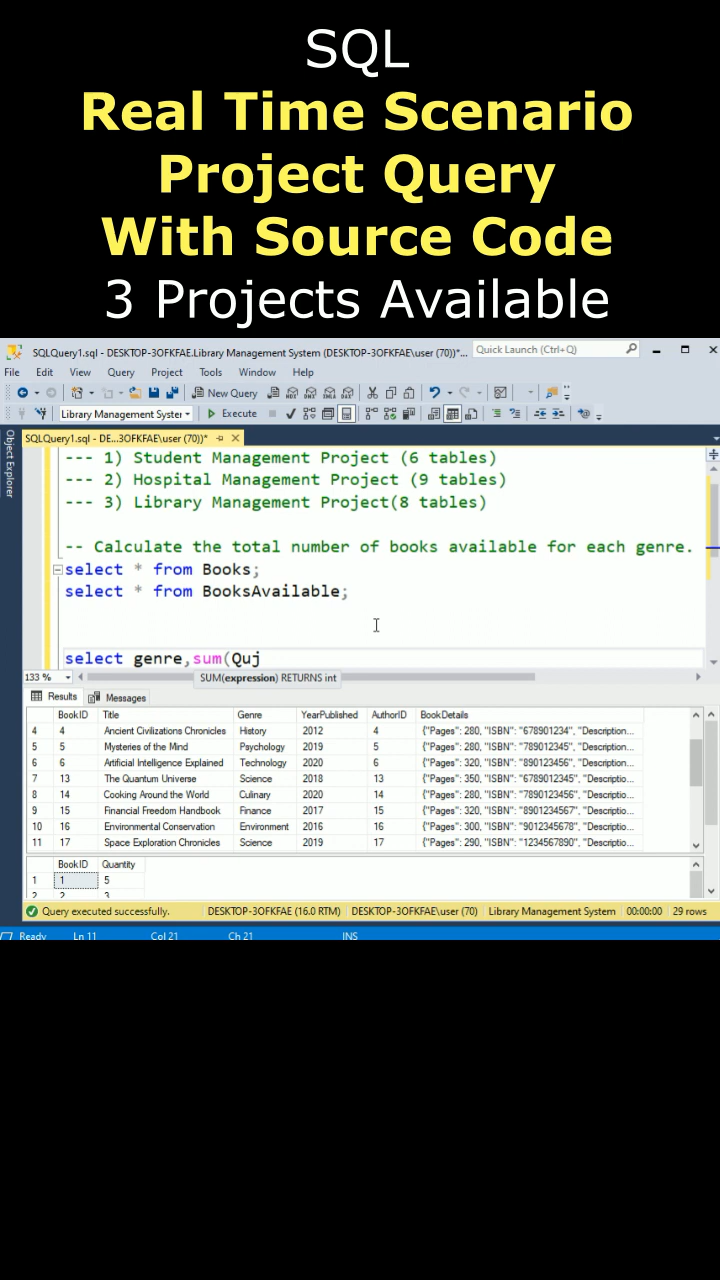 SQL
Real Time Scenario
Project Query
With Source Code
3 Projects Available
SQLQuery1.sql - DESKTOP-3OFKFAE.Library Management System (DESKTOP-3OFKFAE\user (70))*...
Quick Launch (Ctrl+Q)
File Edit View Query Project Tools Window Help
New Query
Library Management System Execute
SQLQuery1.sql - DE...3OFKFAE\user (70))*
Object Explorer
--- 1) Student Management Project (6 tables)
--- 2) Hospital Management Project (9 tables)
--- 3) Library Management Project(8 tables)
-- Calculate the total number of books available for each genre.
select * from Books;
select * from BooksAvailable;
select genre,sum(Quj
133 %
SUM(expression) RETURNS int
Results Messages
BookID Title Genre YearPublished AuthorID BookDetails
4 4 Ancient Civilizations Chronicles History 2012 4 {"Pages": 280, "ISBN": "678901234", "Description...
5 5 Mysteries of the Mind Psychology 2019 5 {"Pages": 280, "ISBN": "789012345", "Description...
6 6 Artificial Intelligence Explained Technology 2020 6 {"Pages": 320, "ISBN": "890123456", "Description...
7 13 The Quantum Universe Science 2018 13 {"Pages": 350, "ISBN": "6789012345", "Descriptio...
8 14 Cooking Around the World Culinary 2020 14 {"Pages": 280, "ISBN": "7890123456", "Descriptio...
9 15 Financial Freedom Handbook Finance 2017 15 {"Pages": 320, "ISBN": "8901234567", "Descriptio...
10 16 Environmental Conservation Environment 2016 16 {"Pages": 300, "ISBN": "9012345678", "Descriptio...
11 17 Space Exploration Chronicles Science 2019 17 {"Pages": 290, "ISBN": "1234567890", "Descriptio...
BookID Quantity
1 1 5
2 2 3
Query executed successfully. DESKTOP-3OFKFAE (16.0 RTM) DESKTOP-3OFKFAE\user (70) Library Management System 00:00:00 29 rows
Ready Ln 11 Col 21 Ch 21 INS